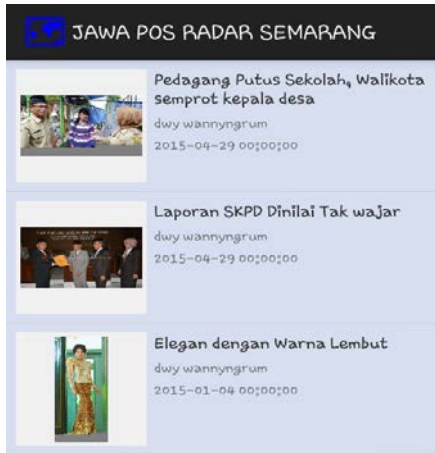 JAWA POS RADAR SEMARANG
Pedagang Putus Sekolah, Walikota
semprot kepala desa
dwy wannyngrum
2015-04-29 00:00:00
Laporan SKPD Dinilai Tak wajar
dwy wannyngrum
2015-04-29 00:00:00
Elegan dengan Warna Lembut
dwy wannyngrum
2015-01-04 00:00:00